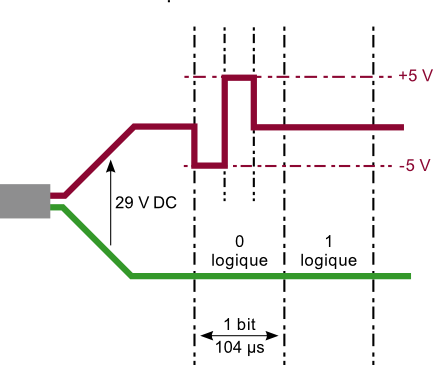 +5 V
-5 V
29 V DC
0
logique
1
logique
1 bit
104 µs